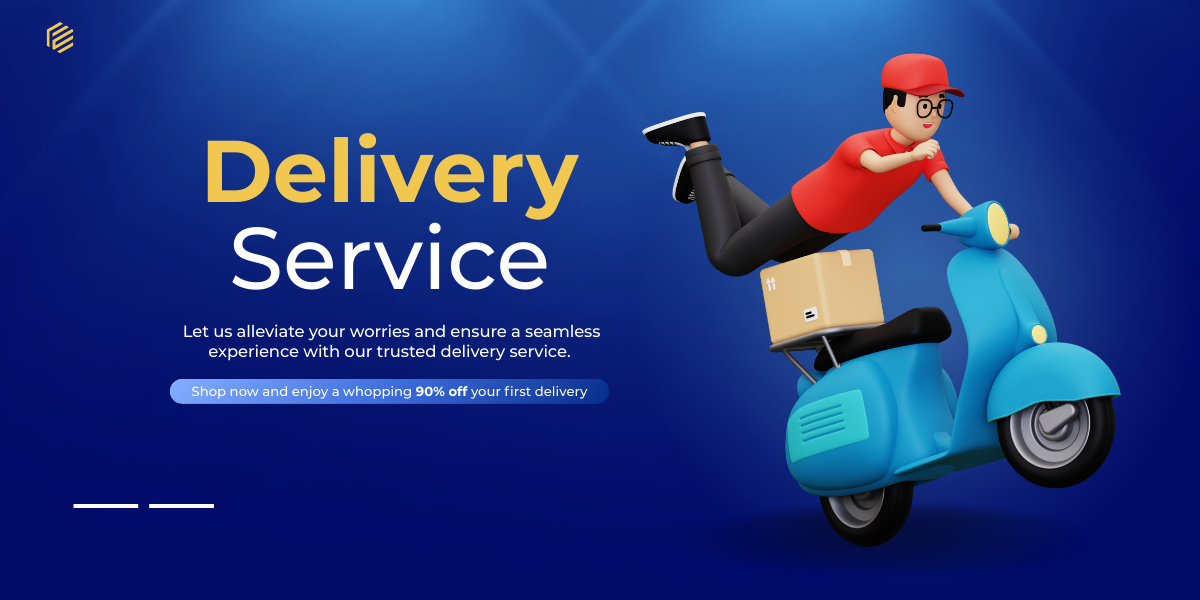 Delivery
Service
Let us alleviate your worries and ensure a seamless
experience with our trusted delivery service.
Shop now and enjoy a whopping 90% off your first delivery